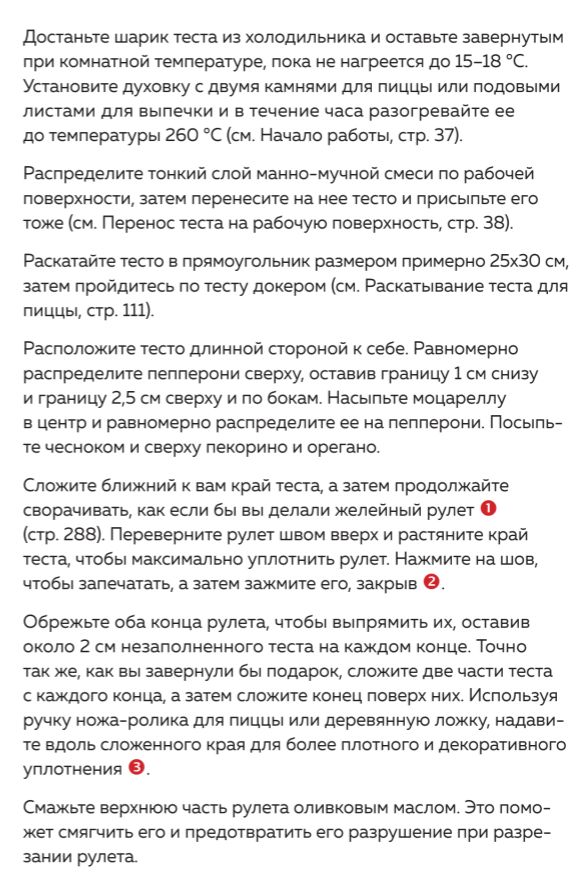 Достаньте шарик теста из холодильника и оставьте завернутым
при комнатной температуре, пока не нагреется до 15–18 °C.
Установите духовку с двумя камнями для пиццы или подовыми
листами для выпечки и в течение часа разогревайте ее
до температуры 260 °C (см. Начало работы, стр. 37).
Распределите тонкий слой манно-мучной смеси по рабочей
поверхности, затем перенесите на нее тесто и присыпьте его
тоже (см. Перенос теста на рабочую поверхность, стр. 38).
Раскатайте тесто в прямоугольник размером примерно 25х30 см,
затем пройдитесь по тесту докером (см. Раскатывание теста для
пиццы, стр. 111).
Расположите тесто длинной стороной к себе. Равномерно
распределите пепперони сверху, оставив границу 1 см снизу
и границу 2,5 см сверху и по бокам. Насыпьте моцареллу
в центр и равномерно распределите ее на пепперони. Посыпь-
те чесноком и сверху пекорино и орегано.
Сложите ближний к вам край теста, а затем продолжайте
сворачивать, как если бы вы делали желейный рулет 1
(стр. 288). Переверните рулет швом вверх и растяните край
теста, чтобы максимально уплотнить рулет. Нажмите на шов,
чтобы запечатать, а затем зажмите его, закрыв 2.
Обрежьте оба конца рулета, чтобы выпрямить их, оставив
около 2 см незаполненного теста на каждом конце. Точно
так же, как вы завернули бы подарок, сложите две части теста
с каждого конца, а затем сложите конец поверх них. Используя
ручку ножа-ролика для пиццы или деревянную ложку, надави-
те вдоль сложенного края для более плотного и декоративного
уплотнения 3.
Смажьте верхнюю часть рулета оливковым маслом. Это помо-
жет смягчить его и предотвратить его разрушение при разре-
зании рулета.